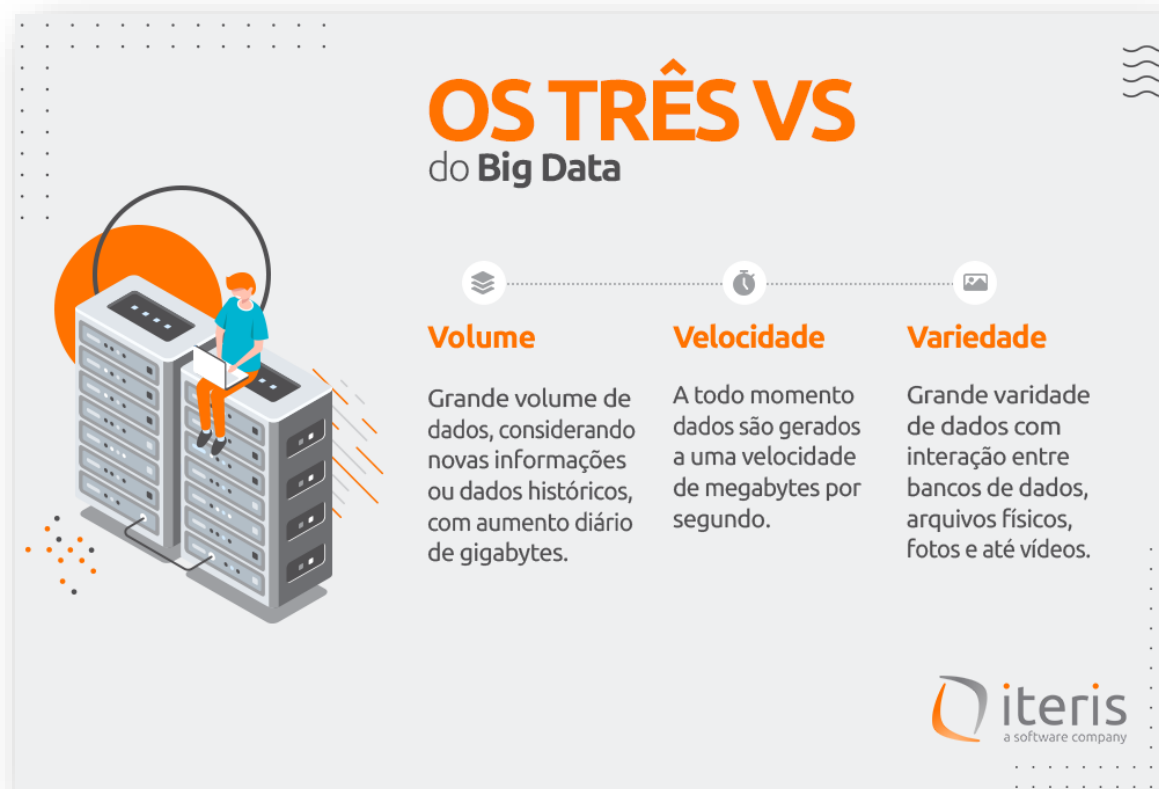 OS TRÊS VS
do Big Data
Volume
Grande volume de
dados, considerando
novas informações
ou dados históricos,
com aumento diário
de gigabytes.
Velocidade
A todo momento
dados são gerados
a uma velocidade
de megabytes por
segundo.
Variedade
Grande varidade
de dados com
interação entre
bancos de dados,
arquivos físicos,
fotos e até vídeos.
iteris
a software company